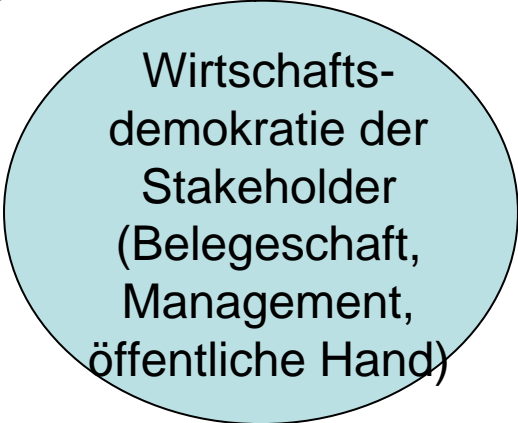 Wirtschafts-
demokratie der
Stakeholder
(Belegeschaft,
Management,
öffentliche Hand)